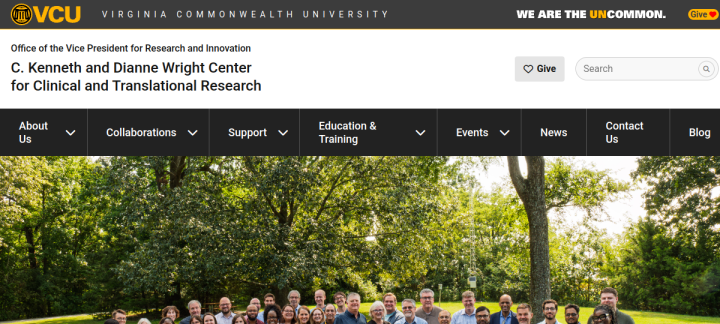 VCU VIRGINIA COMMONWEALTH UNIVERSITY WE ARE THE UNCOMMON. Give
Office of the Vice President for Research and Innovation
C. Kenneth and Dianne Wright Center
for Clinical and Translational Research
Give
Search
About
Us
Collaborations
Support
Education &
Training
Events
News
Contact
Us
Blog